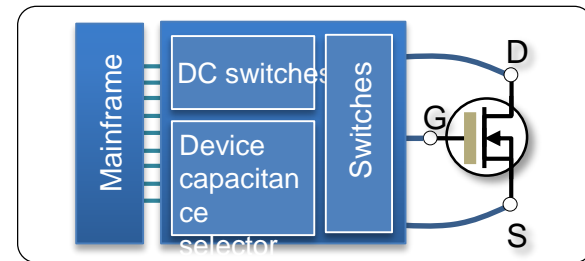 Mainframe
DC switches
Device
capacitan
ce
selector
Switches
D
G
S